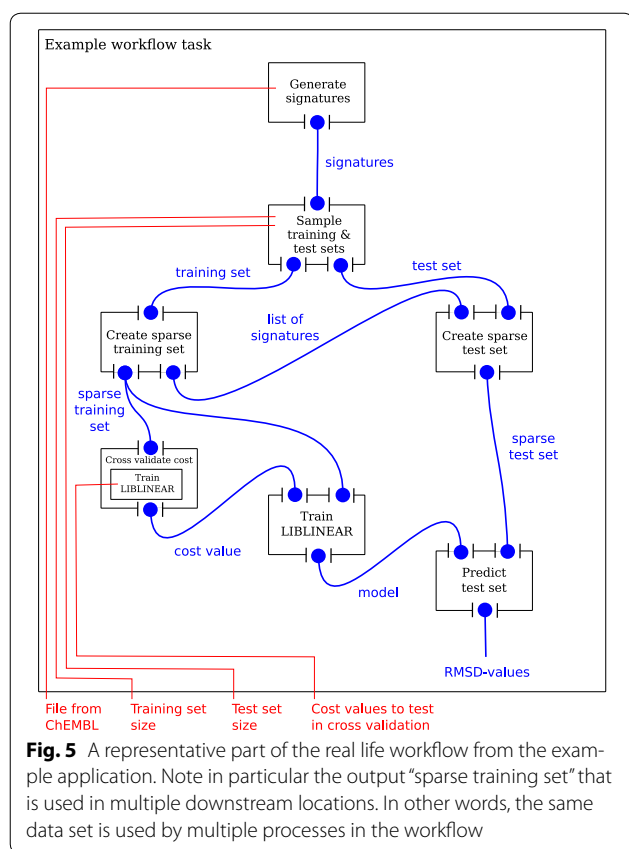 Example workflow task
Generate
signatures
signatures
Sample
training &
test sets
training set
test set
list of
signatures
Create sparse
training set
Create sparse
test set
sparse
training
set
sparse
test set
Cross validate cost
Train
LIBLINEAR
Train
LIBLINEAR
cost value
model
Predict
test set
RMSD-values
File from
ChEMBL
Training set
size
Test set
size
Cost values to test
in cross validation
Fig. 5 A representative part of the real life workflow from the exam-
ple application. Note in particular the output “sparse training set” that
is used in multiple downstream locations. In other words, the same
data set is used by multiple processes in the workflow